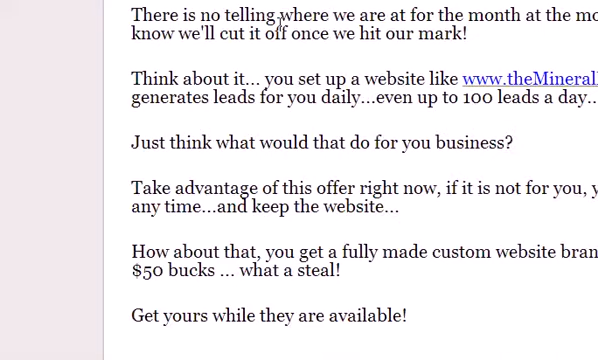 There is no telling where we are at for the month at the
know we'll cut it off once we hit our mark!
Think about it... you set up a website like www.theMineral
generates leads for you daily...even up to 100 leads a day...
Just think what would that do for you business?
Take advantage of this offer right now, if it is not for you,
any time...and keep the website...
How about that, you get a fully made custom website
$50 bucks ... what a steal!
Get yours while they are available!